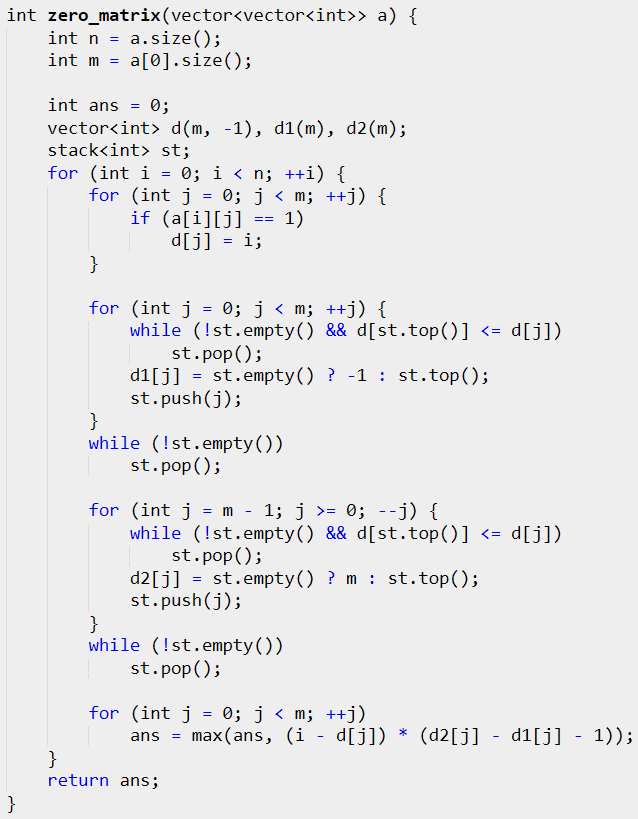 int zero_matrix(vector<vector<int>> a) {
    int n = a.size();
    int m = a[0].size();

    int ans = 0;
    vector<int> d(m, -1), d1(m), d2(m);
    stack<int> st;
    for (int i = 0; i < n; ++i) {
        for (int j = 0; j < m; ++j) {
            if (a[i][j] == 1)
                d[j] = i;
        }

        for (int j = 0; j < m; ++j) {
            while (!st.empty() && d[st.top()] <= d[j])
                st.pop();
            d1[j] = st.empty() ? -1 : st.top();
            st.push(j);
        }
        while (!st.empty())
            st.pop();

        for (int j = m - 1; j >= 0; --j) {
            while (!st.empty() && d[st.top()] <= d[j])
                st.pop();
            d2[j] = st.empty() ? m : st.top();
            st.push(j);
        }
        while (!st.empty())
            st.pop();

        for (int j = 0; j < m; ++j)
            ans = max(ans, (i - d[j]) * (d2[j] - d1[j] - 1));
    }
    return ans;
}